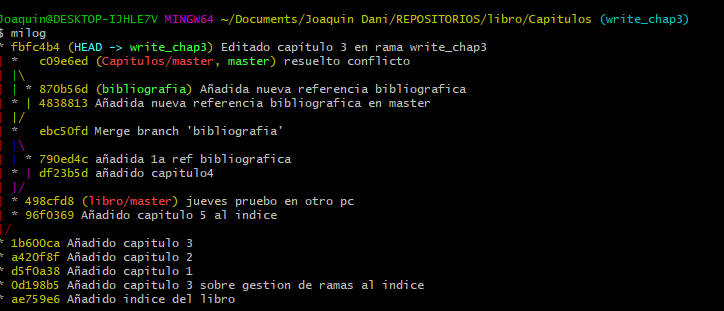 Joaquin@DESKTOP-IJHLE7V MINGW64 ~/Documents/Joaquin Dani/REPOSITORIOS/libro/Capitulos (write_chap3)
$ milog
* fbfc4b4 (HEAD -> write_chap3) Editado capítulo 3 en rama write_chap3
| *   c09e6ed (Capitulos/master, master) resuelto conflicto
| |\
| | * 870b56d (bibliografia) Añadida nueva referencia bibliografica
| * | 4838813 Añadida nueva referencia bibliografica en master
| |/
| *   ebc50fd Merge branch 'bibliografia'
| |\
| | * 790ed4c añadida 1a ref bibliografica
| * | df23b5d añadido capitulo4
| |/
| * 498cfd8 (libro/master) jueves pruebo en otro pc
| * 96f0369 Añadido capitulo 5 al indice
|/
* 1b600ca Añadido capitulo 3
* a420f8f Añadido capitulo 2
* d5f0a38 Añadido capitulo 1
* 0d198b5 Añadido capitulo 3 sobre gestion de ramas al indice
* ae759e6 Añadido indice del libro